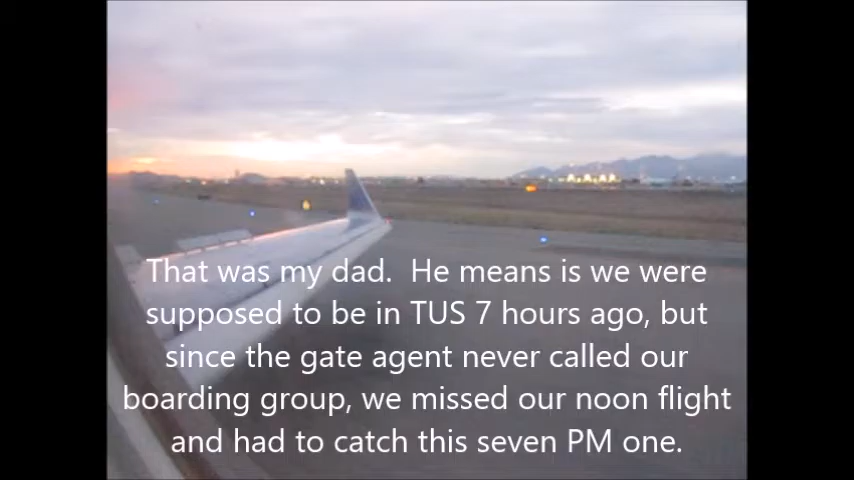 That was my dad.  He means is we were
supposed to be in TUS 7 hours ago, but
since the gate agent never called our
boarding group, we missed our noon flight
and had to catch this seven PM one.